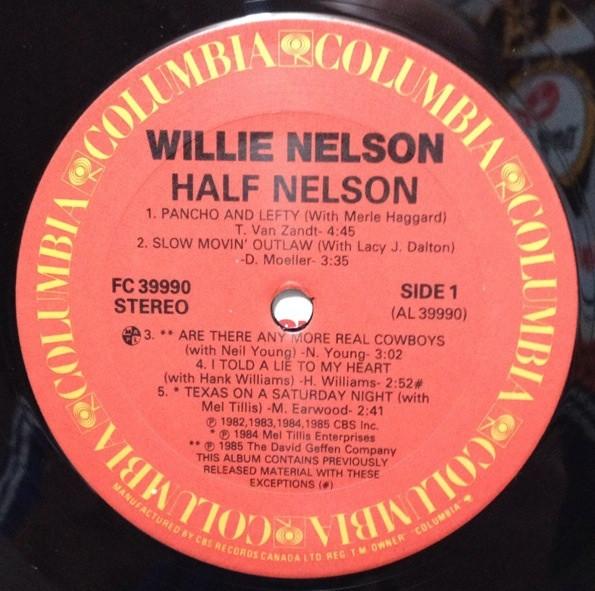 COLUMBIA COLUMBIA COLUMBIA COLUMBIA COLUMBIA COLUMBIA COLUMBIA COLUMBIA
WILLIE NELSON
HALF NELSON
1. PANCHO AND LEFTY (With Merle Haggard)
T. Van Zandt- 4:45
2. SLOW MOVIN' OUTLAW (With Lacy J. Dalton)
-D. Moeller- 3:35
FC 39990
STEREO
SIDE 1
(AL 39990)
MAPL 3. ** ARE THERE ANY MORE REAL COWBOYS
(with Neil Young) -N. Young- 3:02
4. I TOLD A LIE TO MY HEART
(with Hank Williams) -H. Williams- 2:52#
5. * TEXAS ON A SATURDAY NIGHT (with
Mel Tillis) -M. Earwood- 2:41
℗ 1982,1983,1984,1985 CBS Inc.
* ℗ 1984 Mel Tillis Enterprises
** ℗ 1985 The David Geffen Company
THIS ALBUM CONTAINS PREVIOUSLY
RELEASED MATERIAL WITH THESE
EXCEPTIONS (#)
MANUFACTURED BY CBS RECORDS CANADA LTD. REG. T.M. OWNER "COLUMBIA"